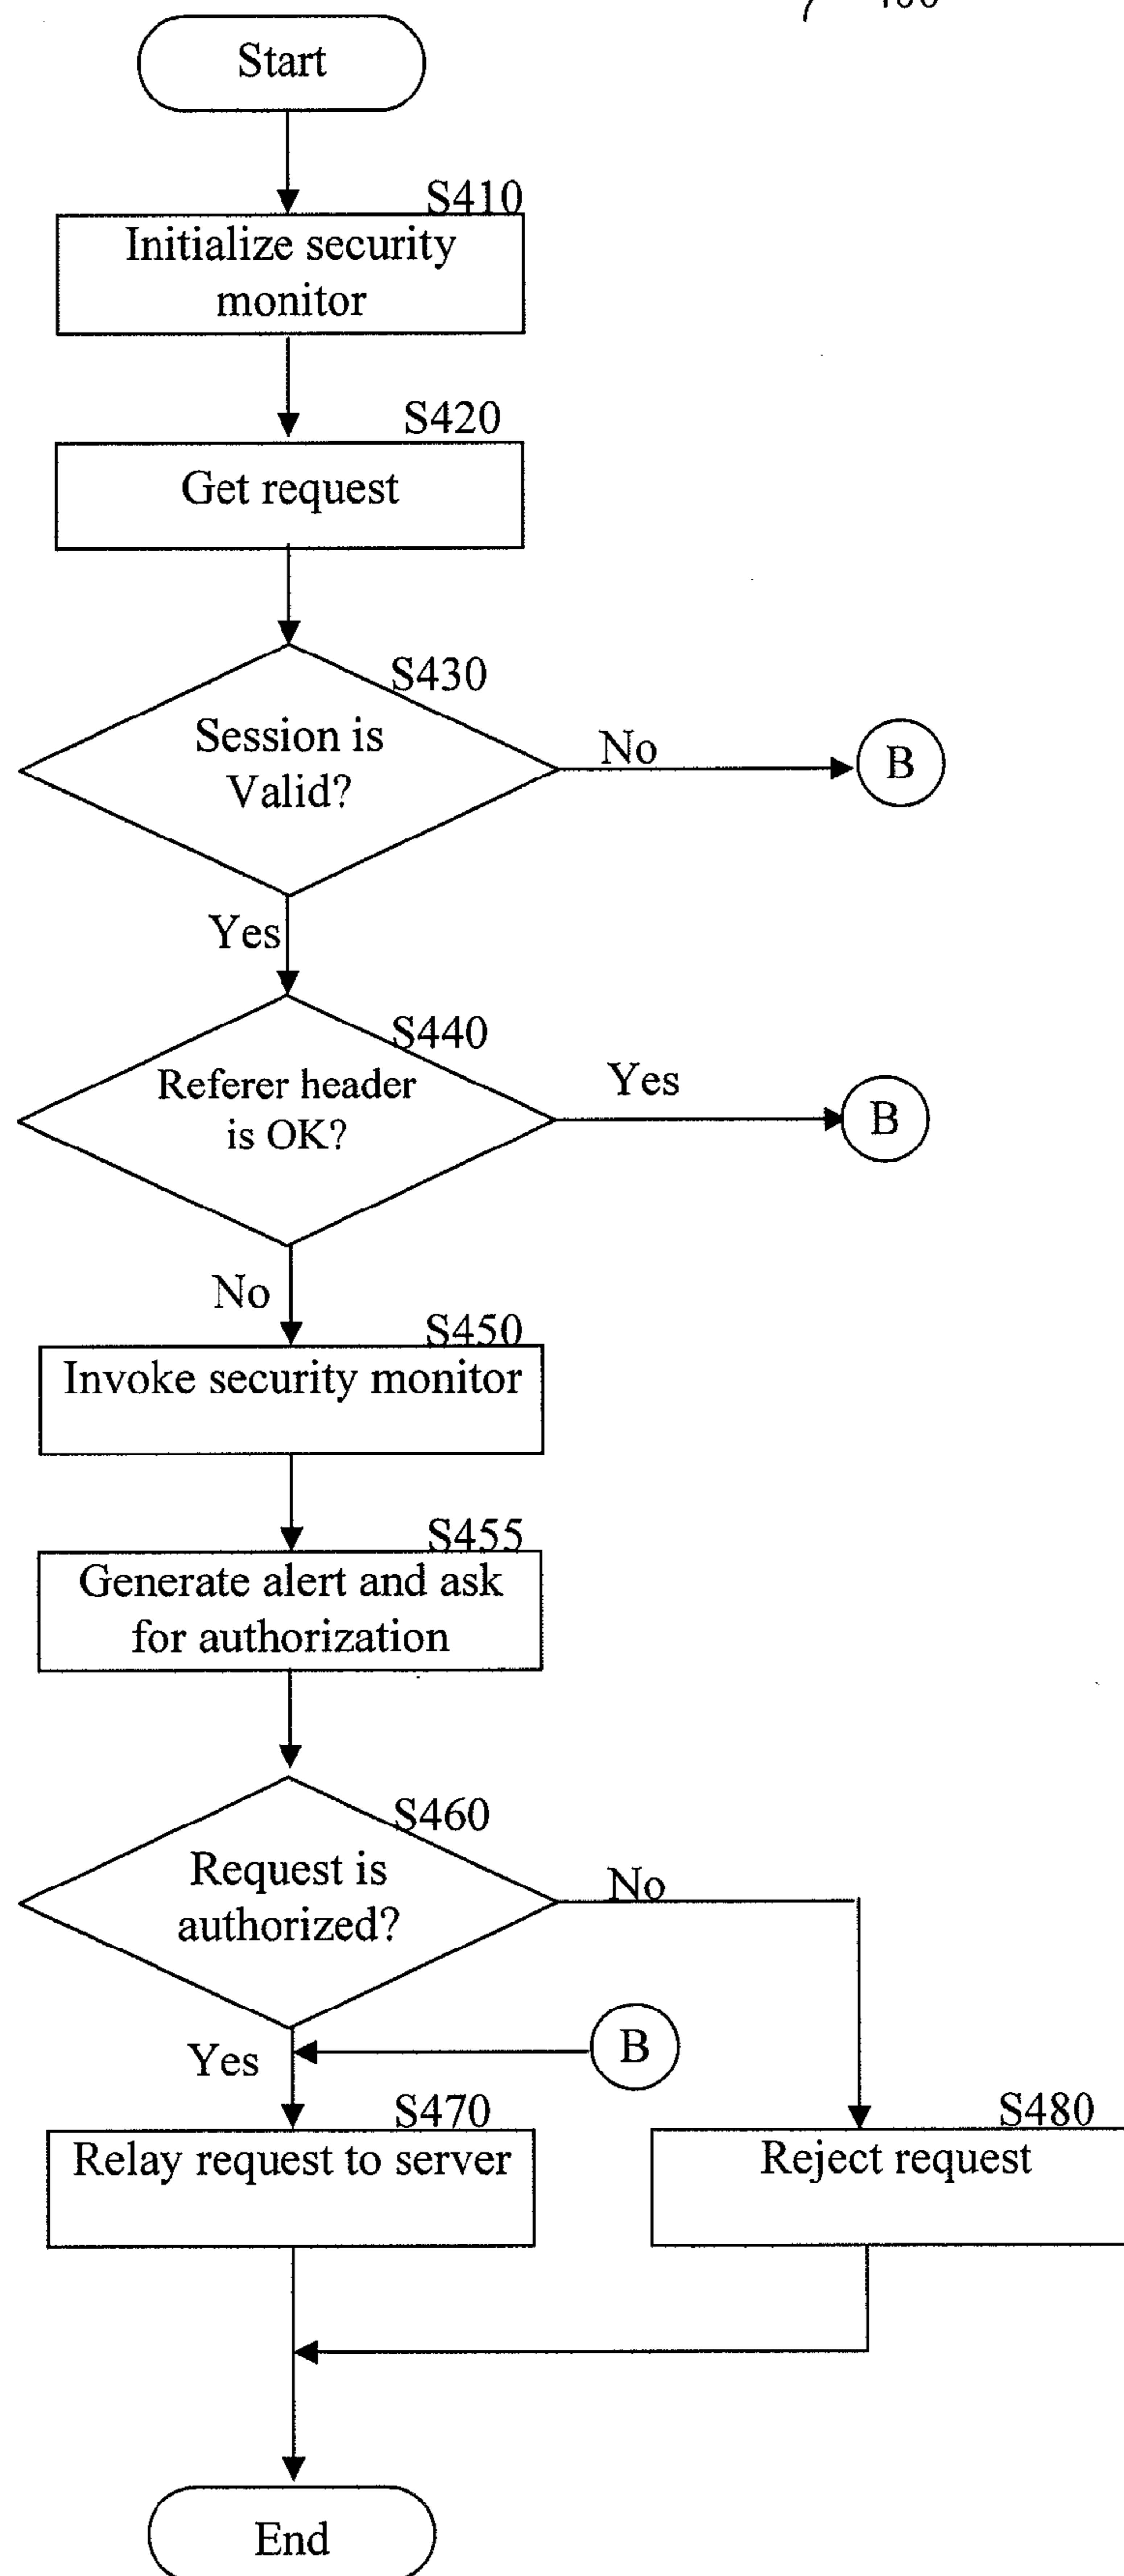 Start
S410
Initialize security
monitor
S420
Get request
S430
Session is
Valid?
No
B
Yes
S440
Referer header
is OK?
Yes
B
No
S450
Invoke security monitor
S455
Generate alert and ask
for authorization
S460
Request is
authorized?
No
B
Yes
S470
Relay request to server
S480
Reject request
End